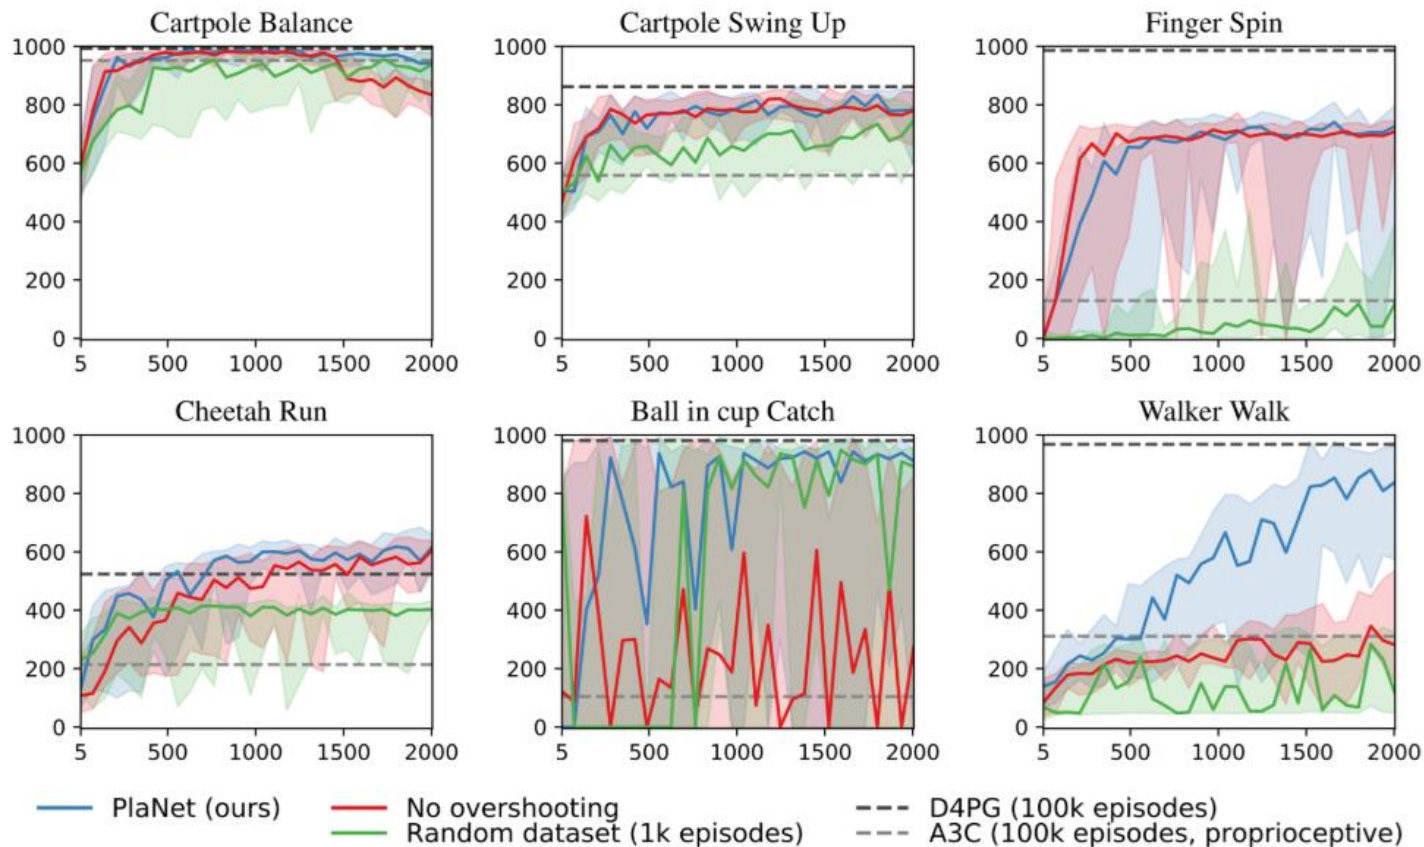 Cartpole Balance Cartpole Swing Up Finger Spin
1000 1000 1000
800 800 800
600 600 600
400 400 400
200 200 200
0 0 0
5 500 1000 1500 2000 5 500 1000 1500 2000 5 500 1000 1500 2000
Cheetah Run Ball in cup Catch Walker Walk
1000 1000 1000
800 800 800
600 600 600
400 400 400
200 200 200
0 0 0
5 500 1000 1500 2000 5 500 1000 1500 2000 5 500 1000 1500 2000
PlaNet (ours) No overshooting D4PG (100k episodes)
Random dataset (1k episodes) A3C (100k episodes, proprioceptive)